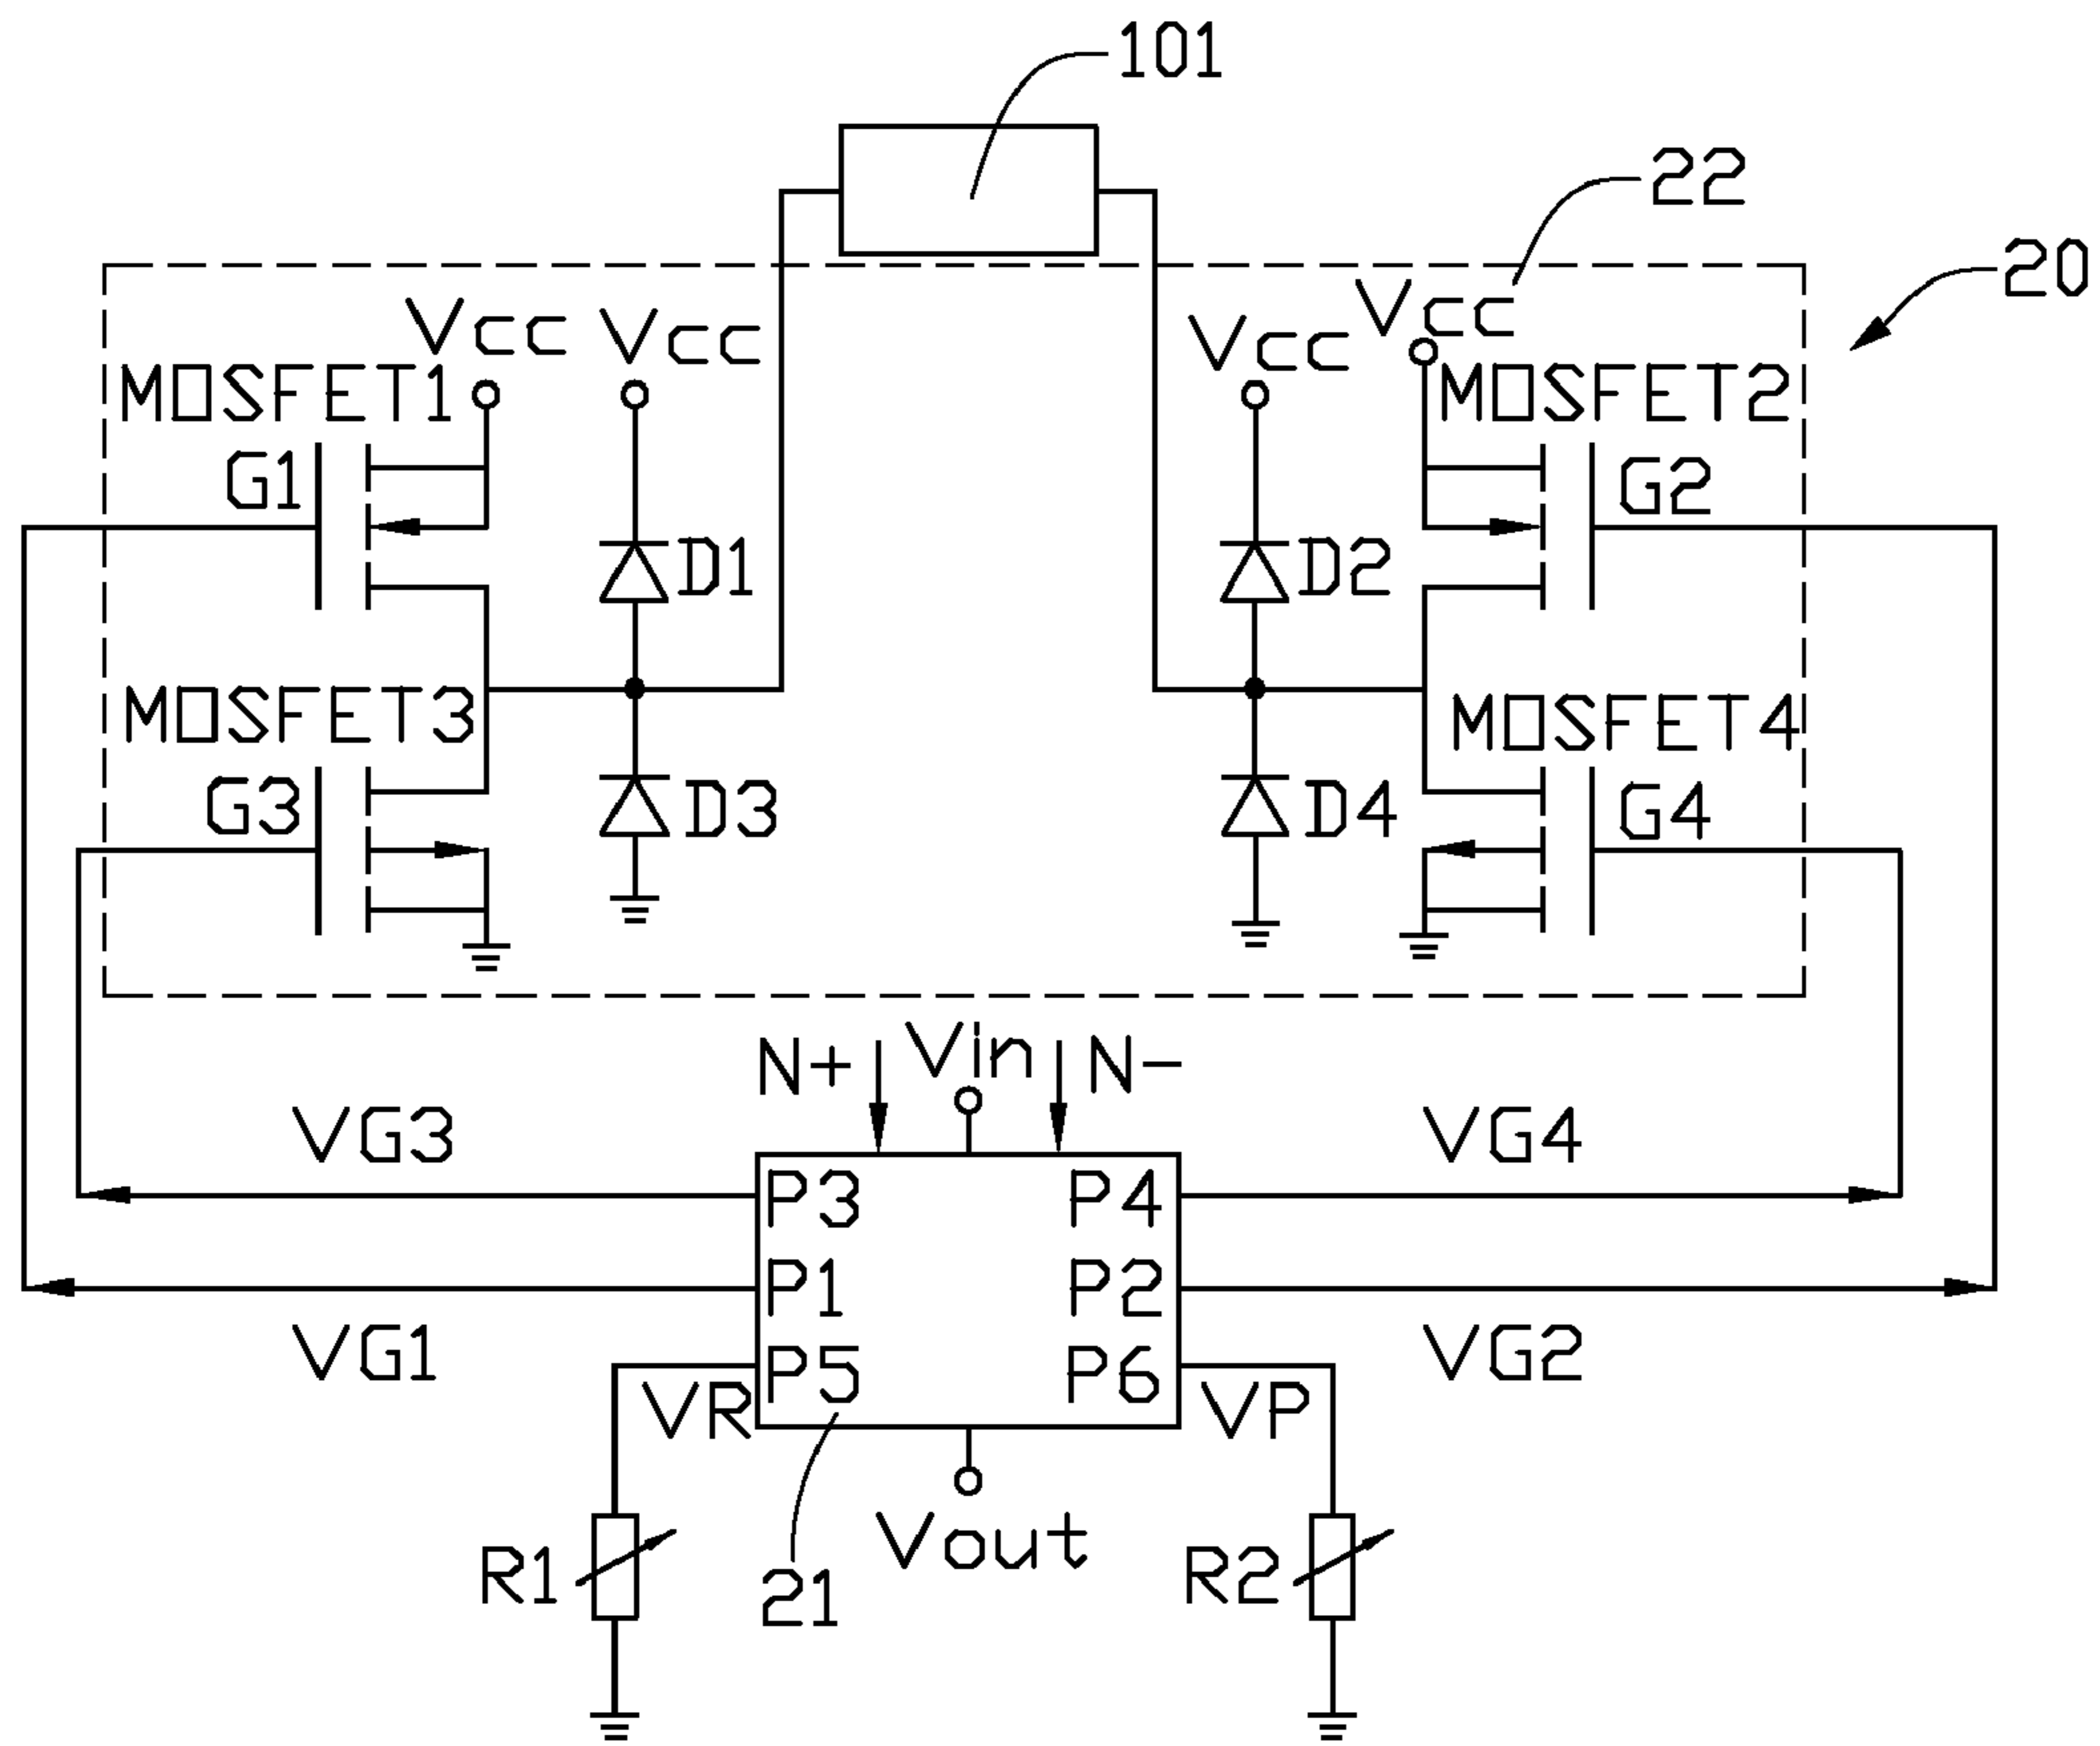 101
22
20
Vcc
Vcc
Vcc
Vcc
MOSFET1
MOSFET2
G1
G2
D1
D2
MOSFET3
MOSFET4
G3
D3
D4
G4
N+
Vin
N-
VG3
VG4
P3
P4
P1
P2
VG1
VG2
P5
P6
VR
VP
R1
21
Vout
R2